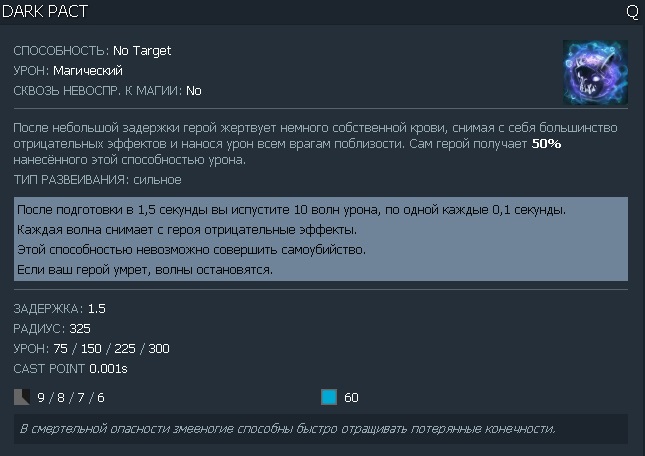 DARK PACT Q
СПОСОБНОСТЬ: No Target
УРОН: Магический
СКВОЗЬ НЕВОСПР. К МАГИИ: No
После небольшой задержки герой жертвует немного собственной крови, снимая с себя большинство
отрицательных эффектов и нанося урон всем врагам поблизости. Сам герой получает 50%
нанесённого этой способностью урона.
ТИП РАЗВЕИВАНИЯ: сильное
После подготовки в 1,5 секунды вы испустите 10 волн урона, по одной каждые 0,1 секунды.
Каждая волна снимает с героя отрицательные эффекты.
Этой способностью невозможно совершить самоубийство.
Если ваш герой умрет, волны остановятся.
ЗАДЕРЖКА: 1.5
РАДИУС: 325
УРОН: 75 / 150 / 225 / 300
CAST POINT 0.001s
9 / 8 / 7 / 6 60
В смертельной опасности змееногие способны быстро отращивать потерянные конечности.